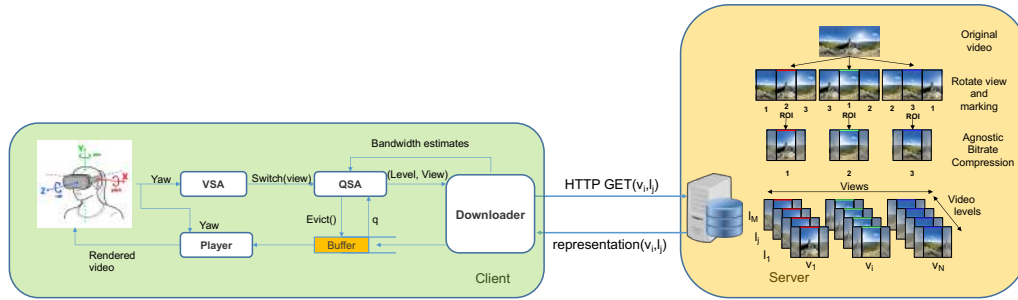 Original
video
Rotate view
and
marking
1 2 3 3 1 2 2 3 1
ROI ROI ROI
Agnostic
Bitrate
Compression
1 2 3
Views
Video
levels
l_M
l_j
l_1
v_1 v_i v_N
Server
Bandwidth estimates
Yaw
VSA
Switch(view)
QSA
(Level, View)
Downloader
HTTP GET(v_i,l_j)
representation(v_i,l_j)
Evict()
q
Yaw
Player
Buffer
Rendered
video
Client
Y
Z
X